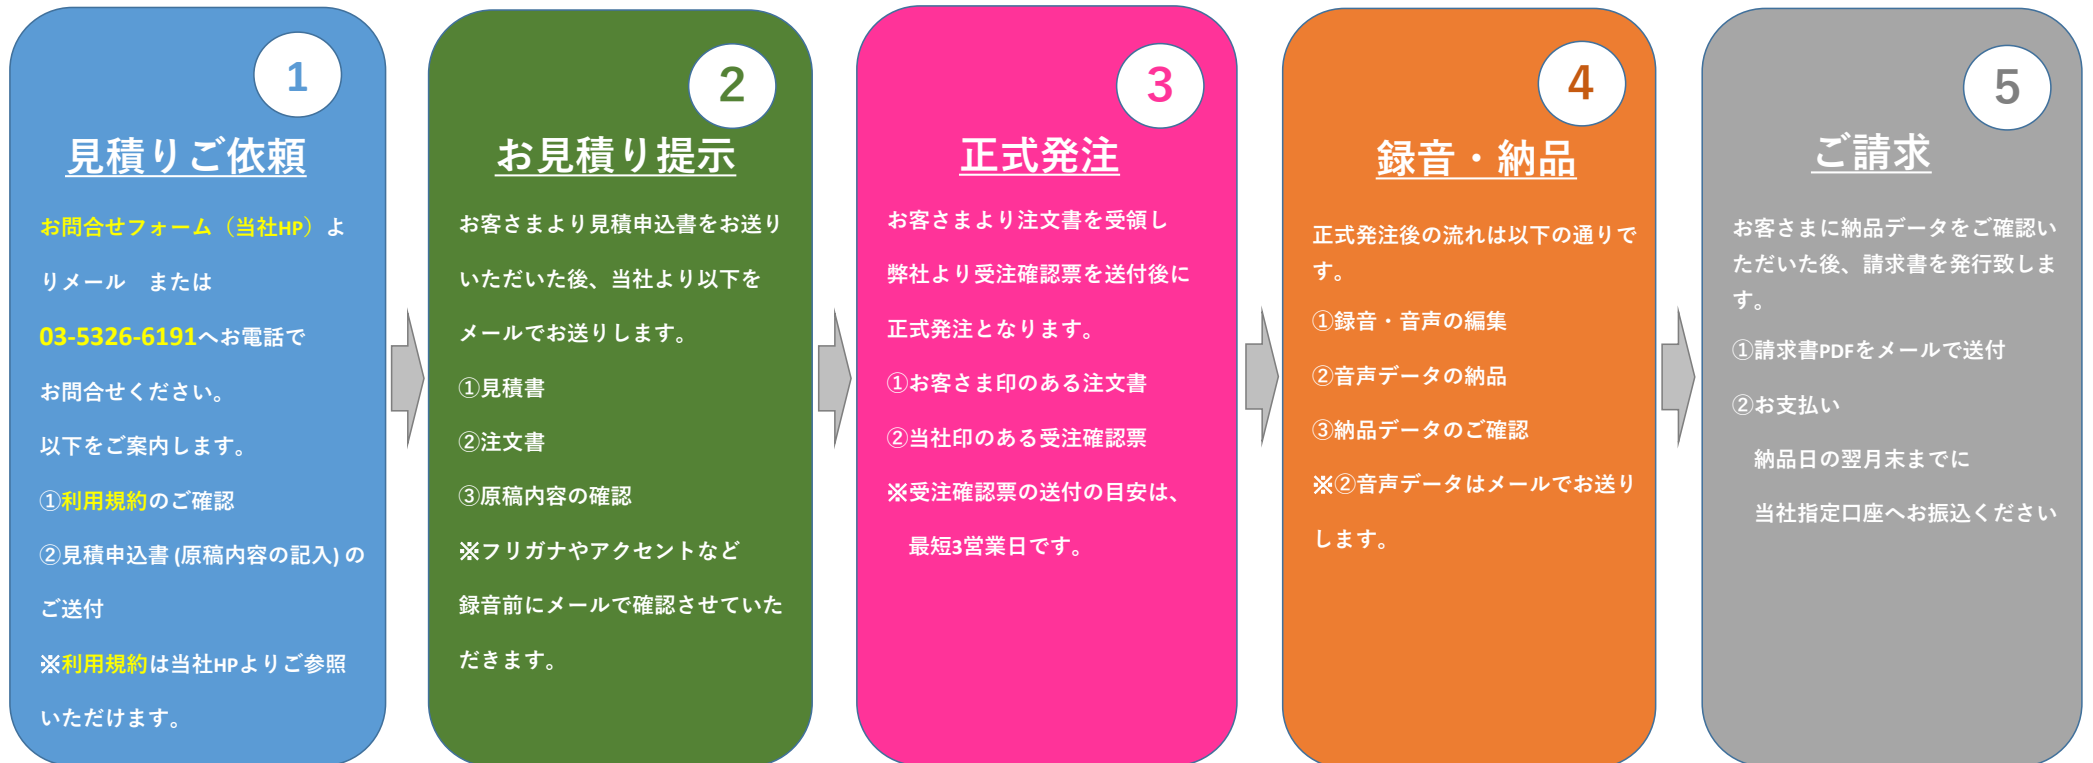 1
見積りご依頼
お問合せフォーム（当社HP）よ
りメール　または
03-5326-6191へお電話で
お問合せください。
以下をご案内します。
①利用規約のご確認
②見積申込書 (原稿内容の記入) の
ご送付
※利用規約は当社HPよりご参照
いただけます。
2
お見積り提示
お客さまより見積申込書をお送り
いただいた後、当社より以下を
メールでお送りします。
①見積書
②注文書
③原稿内容の確認
※フリガナやアクセントなど
録音前にメールで確認させていた
だきます。
3
正式発注
お客さまより注文書を受領し
弊社より受注確認票を送付後に
正式発注となります。
①お客さま印のある注文書
②当社印のある受注確認票
※受注確認票の送付の目安は、
最短3営業日です。
4
録音・納品
正式発注後の流れは以下の通りで
す。
①録音・音声の編集
②音声データの納品
③納品データのご確認
※②音声データはメールでお送り
します。
5
ご請求
お客さまに納品データをご確認い
ただいた後、請求書を発行致しま
す。
①請求書PDFをメールで送付
②お支払い
納品日の翌月末までに
当社指定口座へお振込ください